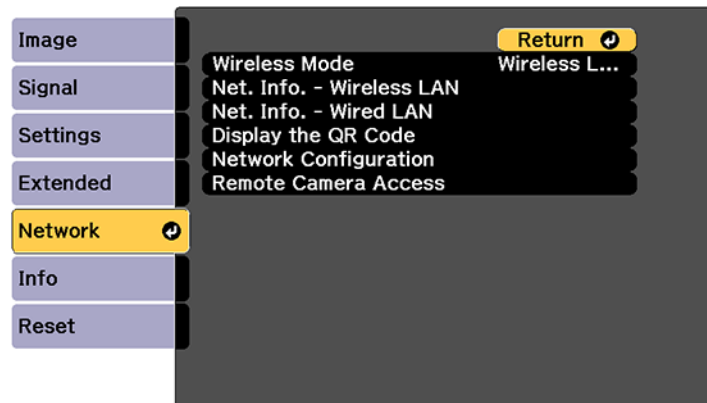 Image
Signal
Settings
Extended
Network
Info
Reset
Return
Wireless Mode Wireless L...
Net. Info. - Wireless LAN
Net. Info. - Wired LAN
Display the QR Code
Network Configuration
Remote Camera Access